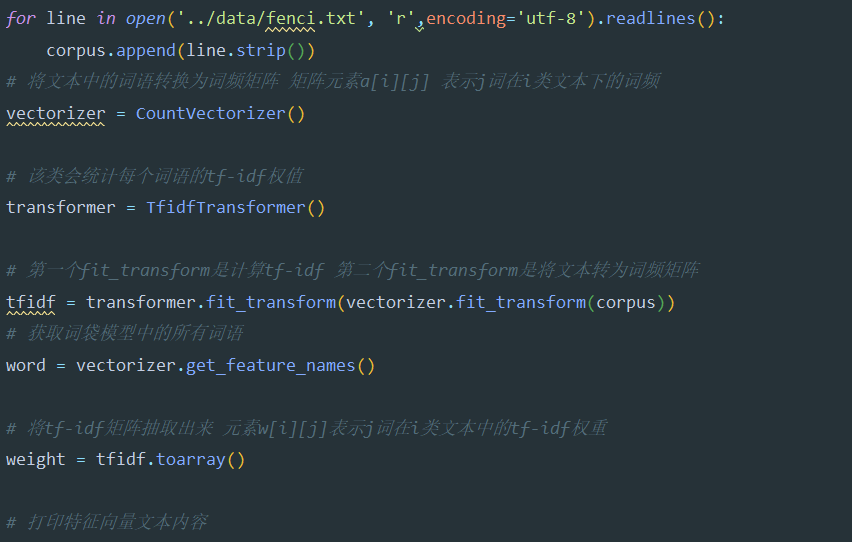 for line in open('../data/fenci.txt', 'r',encoding='utf-8').readlines():
    corpus.append(line.strip())
# 将文本中的词语转换为词频矩阵 矩阵元素a[i][j] 表示j词在i类文本下的词频
vectorizer = CountVectorizer()
# 该类会统计每个词语的tf-idf权值
transformer = TfidfTransformer()
# 第一个fit_transform是计算tf-idf 第二个fit_transform是将文本转为词频矩阵
tfidf = transformer.fit_transform(vectorizer.fit_transform(corpus))
# 获取词袋模型中的所有词语
word = vectorizer.get_feature_names()
# 将tf-idf矩阵抽取出来 元素w[i][j]表示j词在i类文本中的tf-idf权重
weight = tfidf.toarray()
# 打印特征向量文本内容